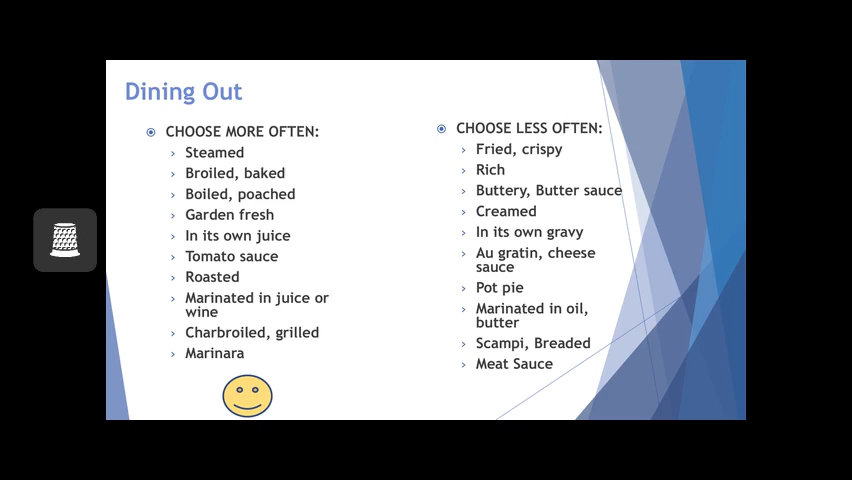 Dining Out
CHOOSE MORE OFTEN:
Steamed
Broiled, baked
Boiled, poached
Garden fresh
In its own juice
Tomato sauce
Roasted
Marinated in juice or
wine
Charbroiled, grilled
Marinara
CHOOSE LESS OFTEN:
Fried, crispy
Rich
Buttery, Butter sauce
Creamed
In its own gravy
Au gratin, cheese
sauce
Pot pie
Marinated in oil,
butter
Scampi, Breaded
Meat Sauce